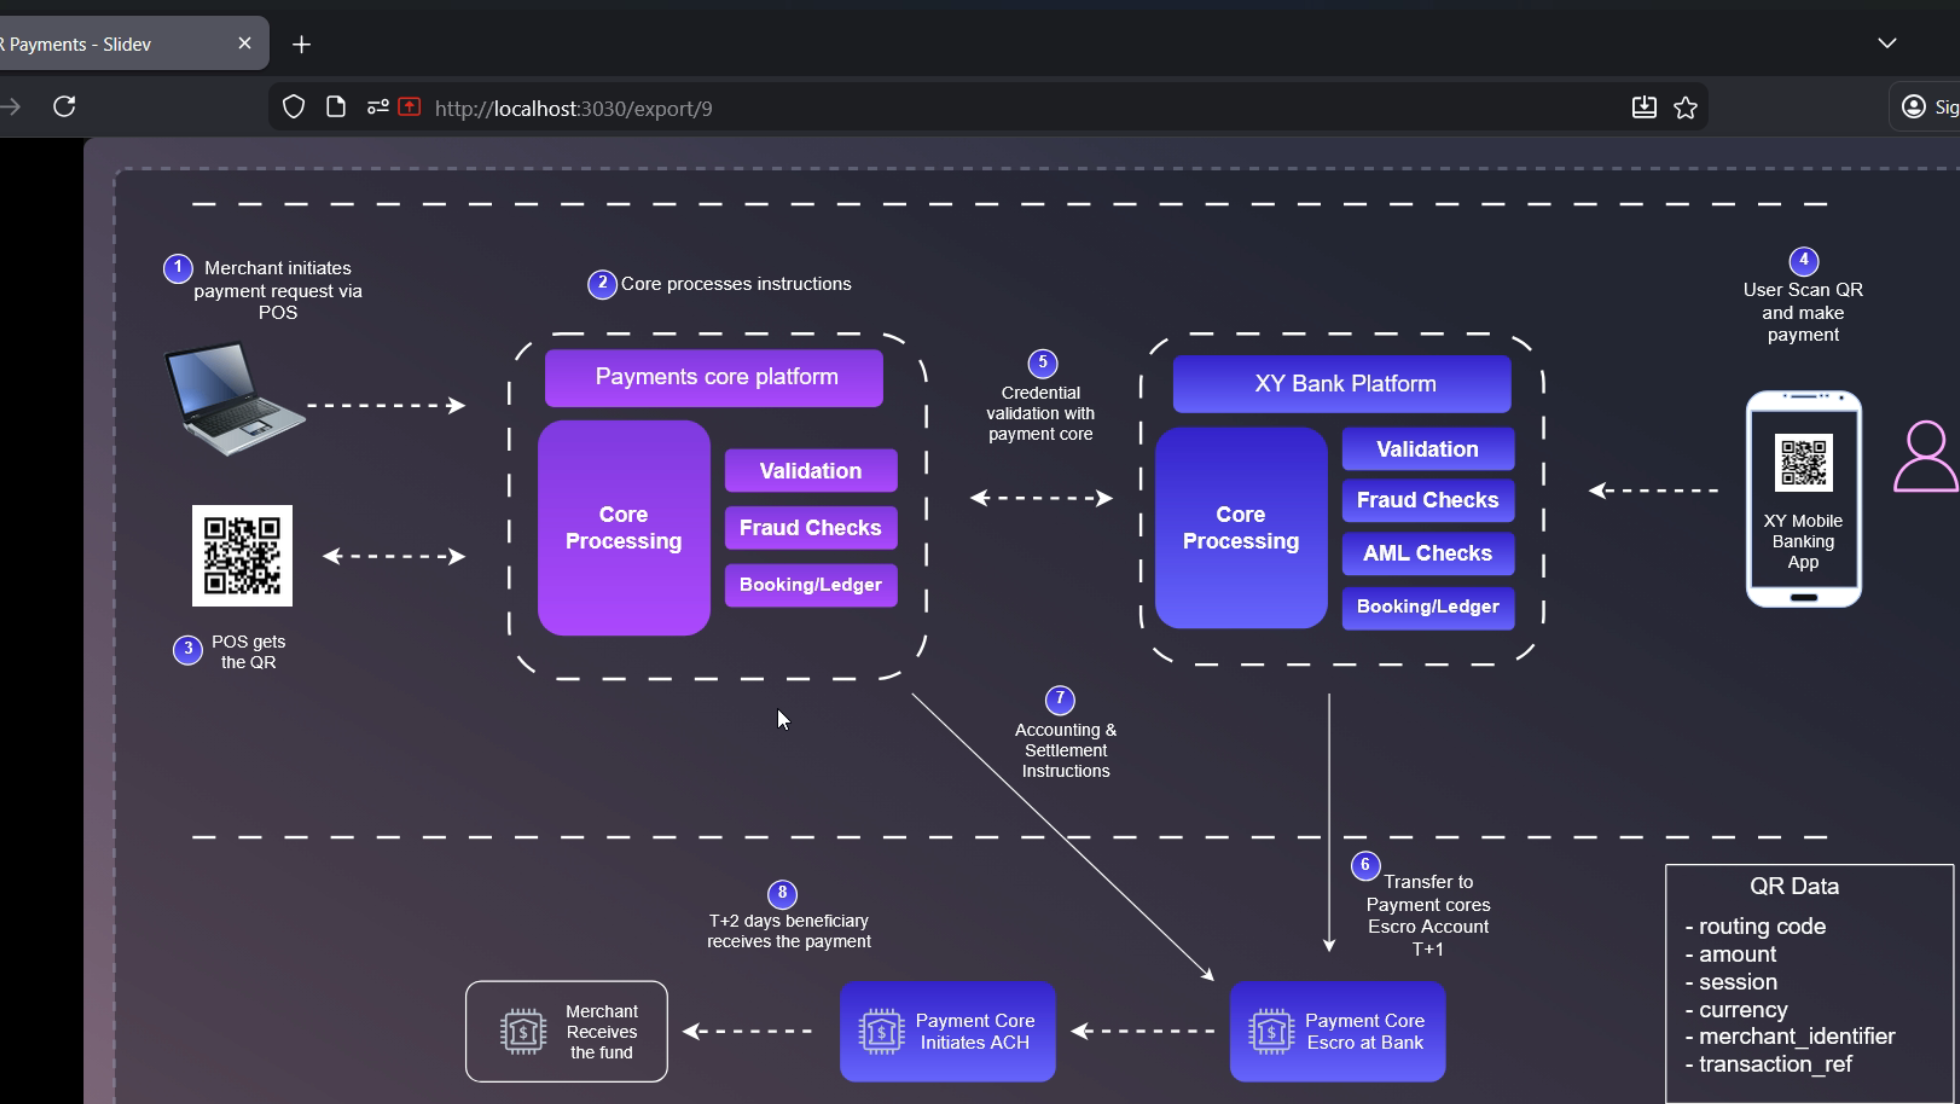 R Payments - Slidev
http://localhost:3030/export/9
Sig
1
Merchant initiates
payment request via
POS
2
Core processes instructions
4
User Scan QR
and make
payment
Payments core platform
Core
Processing
Validation
Fraud Checks
Booking/Ledger
5
Credential
validation with
payment core
XY Bank Platform
Core
Processing
Validation
Fraud Checks
AML Checks
Booking/Ledger
XY Mobile
Banking
App
3
POS gets
the QR
7
Accounting &
Settlement
Instructions
6
Transfer to
Payment cores
Escro Account
T+1
8
T+2 days beneficiary
receives the payment
Merchant
Receives
the fund
Payment Core
Initiates ACH
Payment Core
Escro at Bank
QR Data
- routing code
- amount
- session
- currency
- merchant_identifier
- transaction_ref